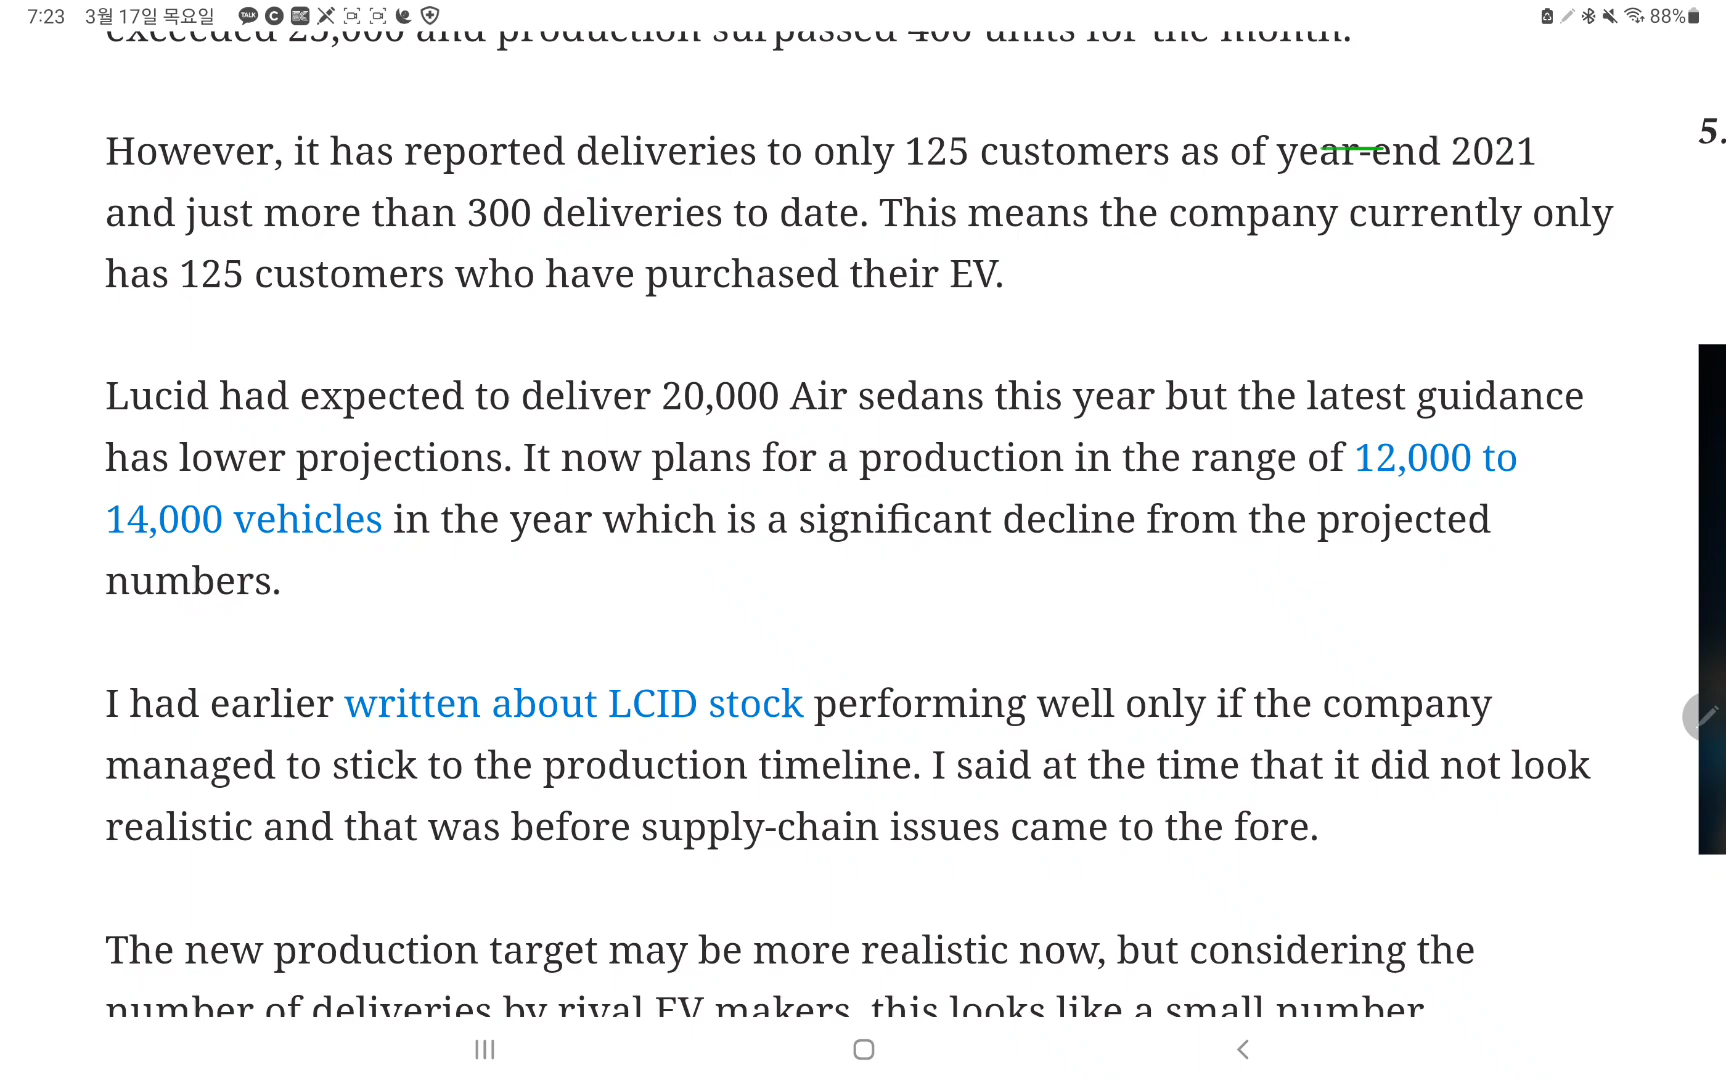 7:23 3월 17일 목요일 TALK C 88%
exceeded 25,000 and production surpassed 400 units for the month.
However, it has reported deliveries to only 125 customers as of year-end 2021
and just more than 300 deliveries to date. This means the company currently only
has 125 customers who have purchased their EV.
Lucid had expected to deliver 20,000 Air sedans this year but the latest guidance
has lower projections. It now plans for a production in the range of 12,000 to
14,000 vehicles in the year which is a significant decline from the projected
numbers.
I had earlier written about LCID stock performing well only if the company
managed to stick to the production timeline. I said at the time that it did not look
realistic and that was before supply-chain issues came to the fore.
The new production target may be more realistic now, but considering the
number of deliveries by rival EV makers, this looks like a small number.
5.